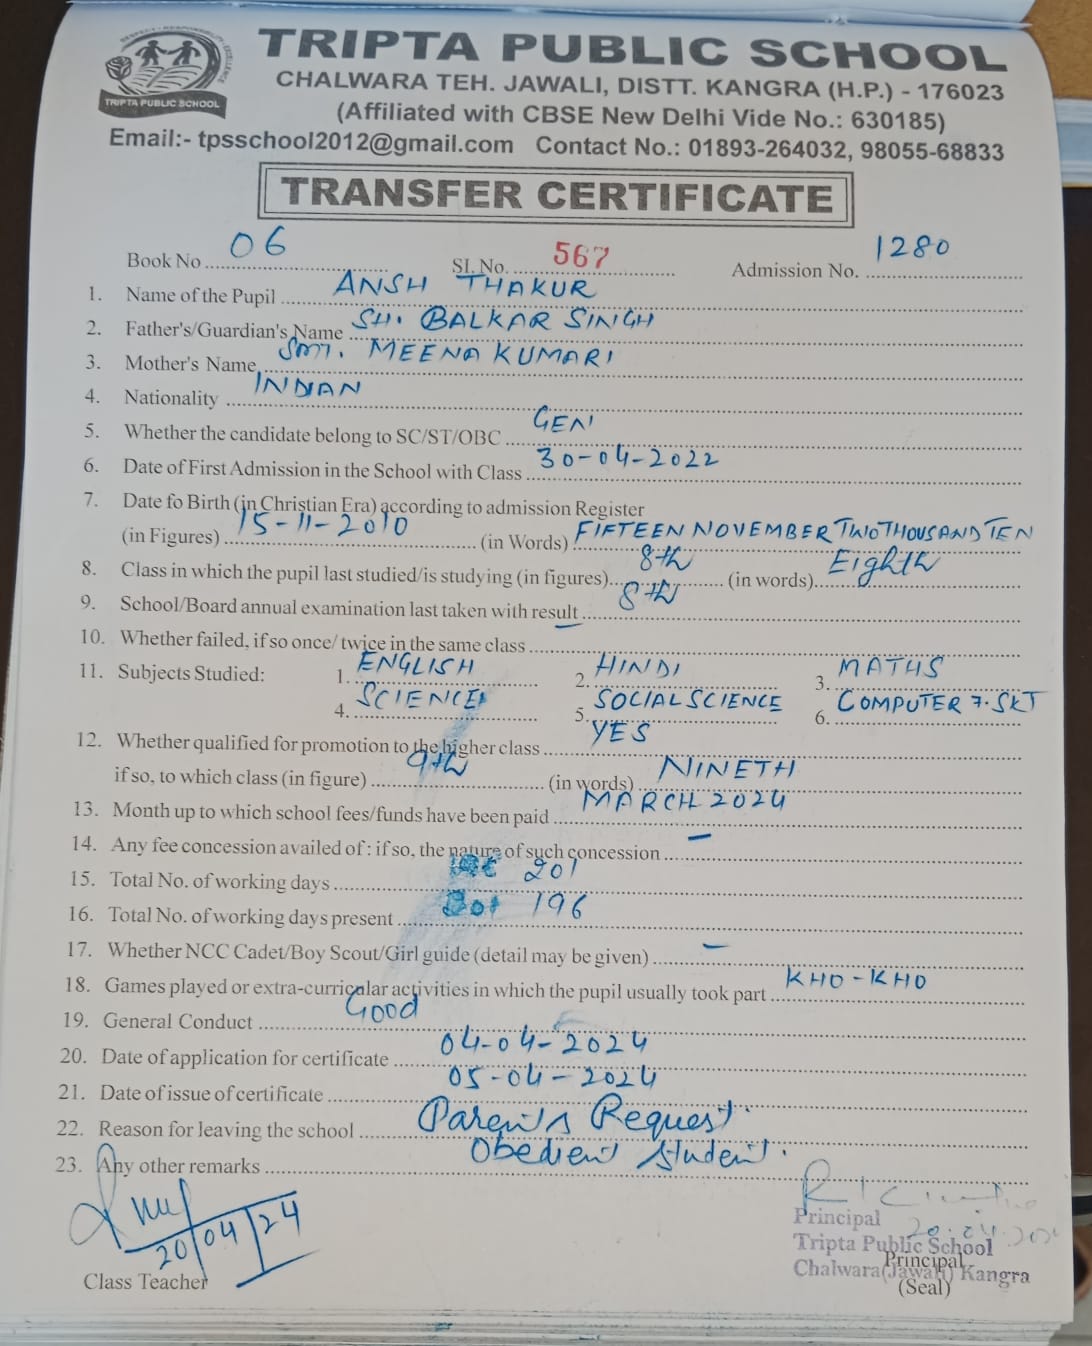 RESPECT · RESPONSIBILITY · EXCELLENCE
TRIPTA PUBLIC SCHOOL
TRIPTA PUBLIC SCHOOL
CHALWARA TEH. JAWALI, DISTT. KANGRA (H.P.) - 176023
(Affiliated with CBSE New Delhi Vide No.: 630185)
Email:- tpsschool2012@gmail.com Contact No.: 01893-264032, 98055-68833
TRANSFER CERTIFICATE
Book No 06 Sl. No. 567 Admission No. 1280
1. Name of the Pupil ANSH THAKUR
2. Father's/Guardian's Name SH. BALKAR SINGH
3. Mother's Name SMT. MEENA KUMARI
4. Nationality INDIAN
5. Whether the candidate belong to SC/ST/OBC GEN
6. Date of First Admission in the School with Class 30-04-2022
7. Date fo Birth (in Christian Era) according to admission Register
(in Figures) 15-11-2010 (in Words) FIFTEEN NOVEMBER TWO THOUSAND TEN
8. Class in which the pupil last studied/is studying (in figures) 8th (in words) Eighth
9. School/Board annual examination last taken with result 8th
10. Whether failed, if so once/ twice in the same class —
11. Subjects Studied: 1. ENGLISH 2. HINDI 3. MATHS
4. SCIENCE 5. SOCIAL SCIENCE 6. COMPUTER 7. SKT
12. Whether qualified for promotion to the higher class YES
if so, to which class (in figure) 9th (in words) NINETH
13. Month up to which school fees/funds have been paid MARCH 2024
14. Any fee concession availed of : if so, the nature of such concession —
15. Total No. of working days 201
16. Total No. of working days present 196
17. Whether NCC Cadet/Boy Scout/Girl guide (detail may be given) —
18. Games played or extra-curricular activities in which the pupil usually took part KHO-KHO
19. General Conduct Good
20. Date of application for certificate 04-04-2024
21. Date of issue of certificate 05-04-2024
22. Reason for leaving the school Parent's Request.
23. Any other remarks Obedient Student.
20/04/24
Class Teacher
Principal
Tripta Public School
Chalwara(Jawali) Kangra
Principal
(Seal)